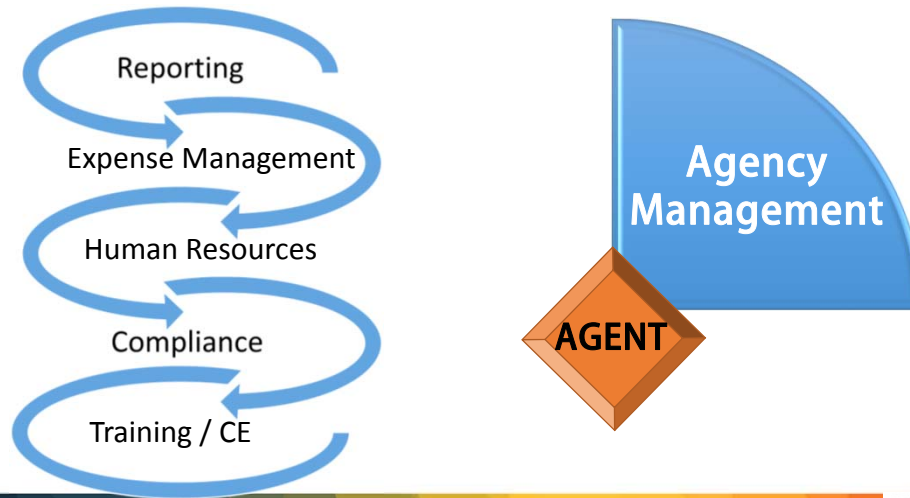 Reporting
Expense Management
Human Resources
Compliance
Training / CE
Agency
Management
AGENT